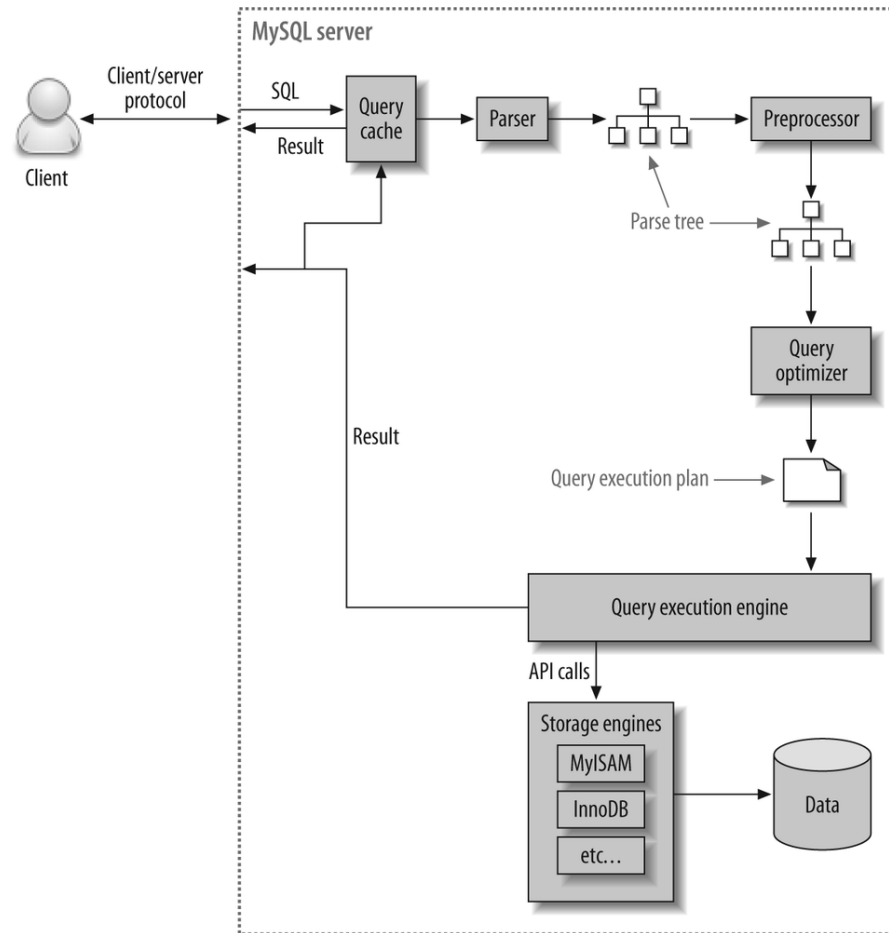 MySQL server
Client/server
protocol
SQL
Result
Client
Query
cache
Parser
Preprocessor
Parse tree
Query
optimizer
Result
Query execution plan
Query execution engine
API calls
Storage engines
MyISAM
InnoDB
etc...
Data